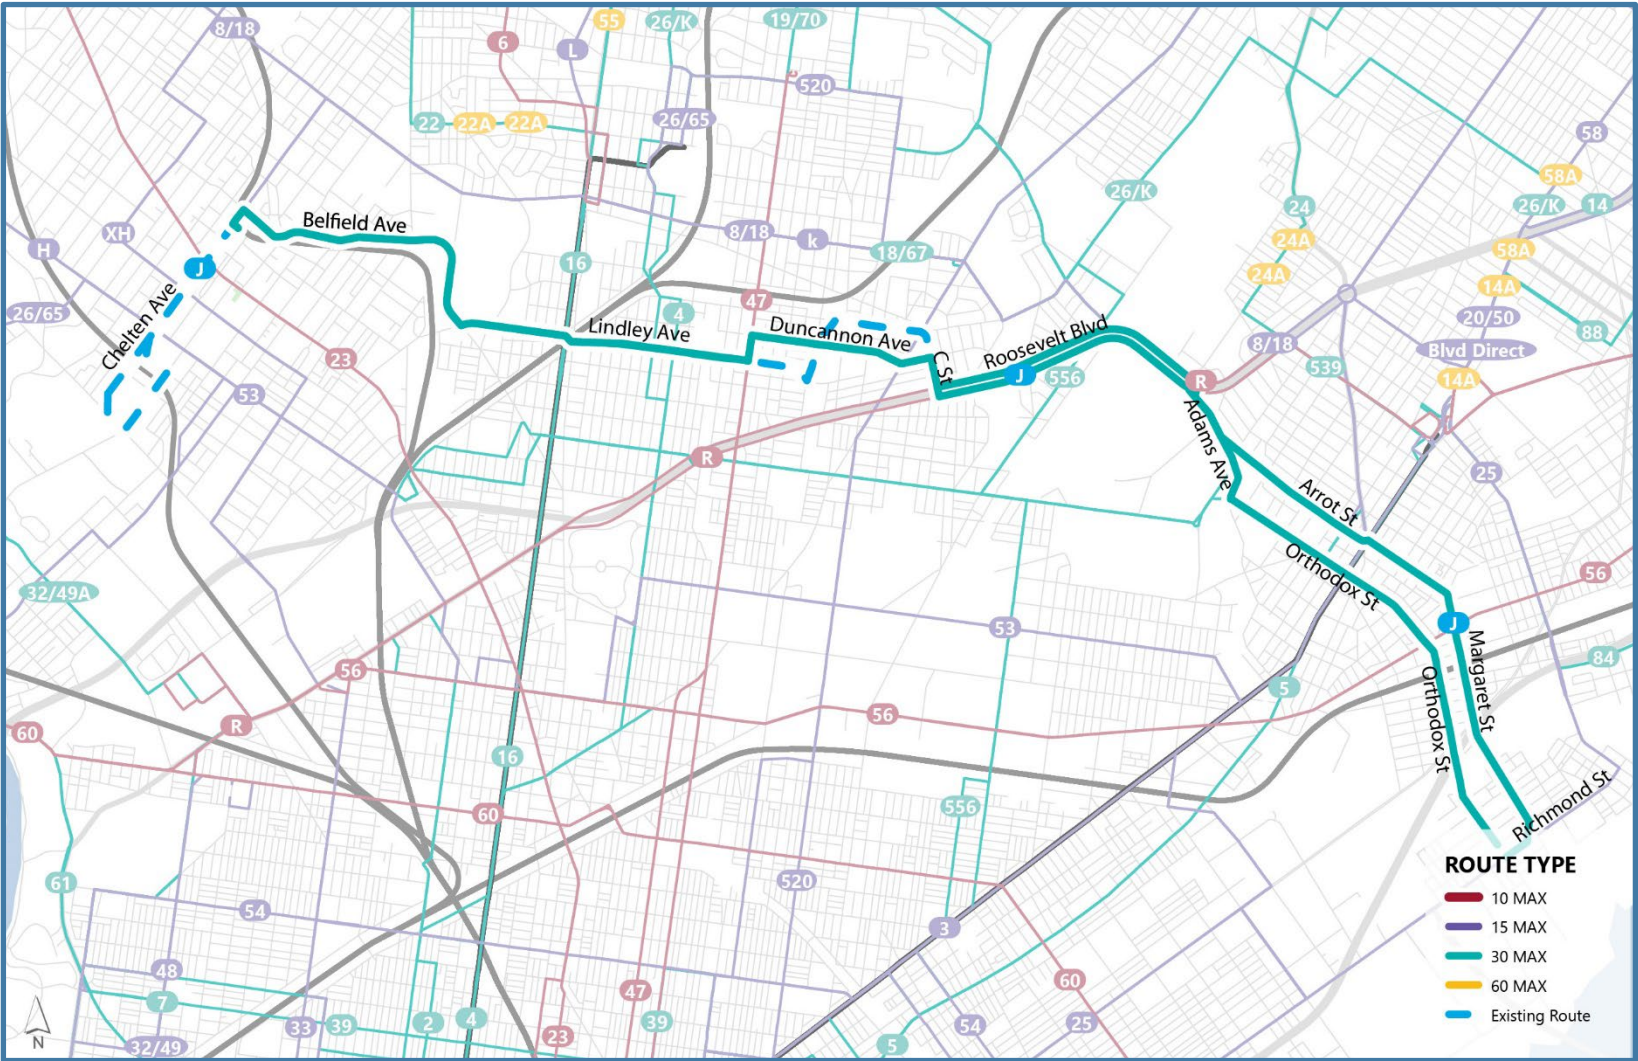 8/18
6
55
26/K
19/70
L
520
22
22A
22A
26/65
58
58A
26/K
14
26/K
24
XH
Belfield Ave
8/18
k
18/67
24A
58A
H
J
16
24A
14A
26/65
Chelten Ave
47
4
Lindley Ave
Duncannon Ave
C St
Roosevelt Blvd
20/50
88
8/18
Blvd Direct
23
J
556
R
539
14A
53
Adams Ave
R
25
Arrot St
Orthodox St
32/49A
56
53
J
Margaret St
84
56
5
Orthodox St
R
56
60
16
60
556
Richmond St
61
520
54
3
ROUTE TYPE
10 MAX
15 MAX
30 MAX
60 MAX
Existing Route
48
7
60
47
33
39
2
4
39
54
25
N
32/49
23
5